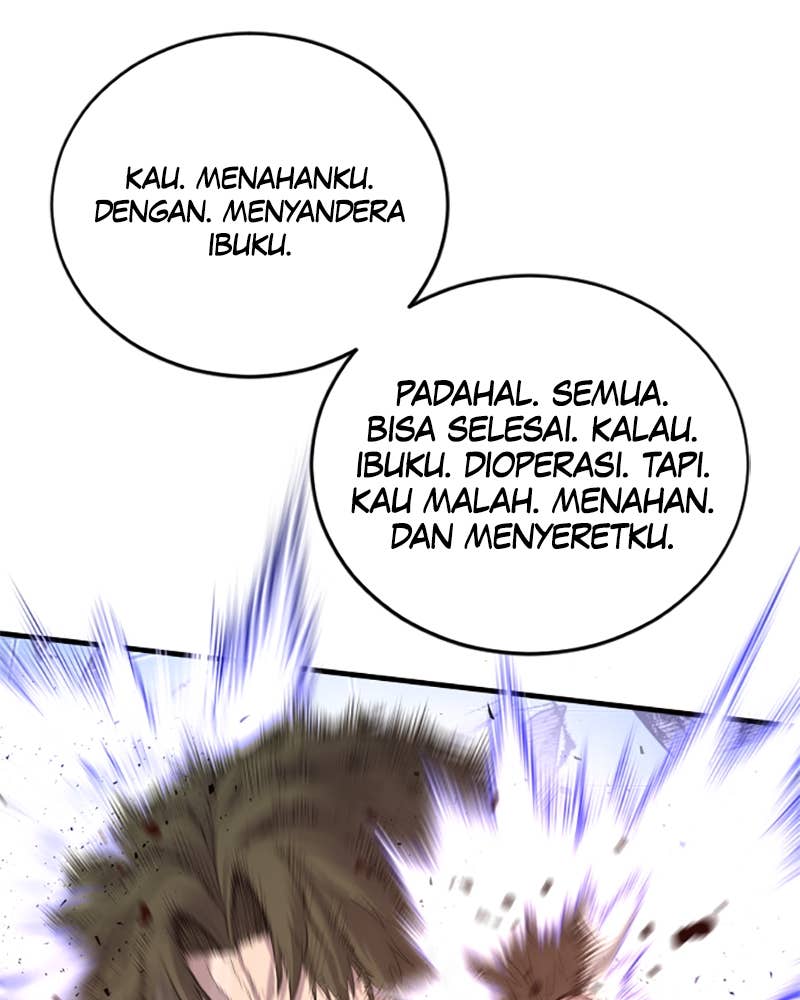 KAU. MENAHANKU.
DENGAN. MENYANDERA
IBUKU.
PADAHAL. SEMUA.
BISA SELESAI. KALAU.
IBUKU. DIOPERASI. TAPI.
KAU MALAH. MENAHAN.
DAN MENYERETKU.